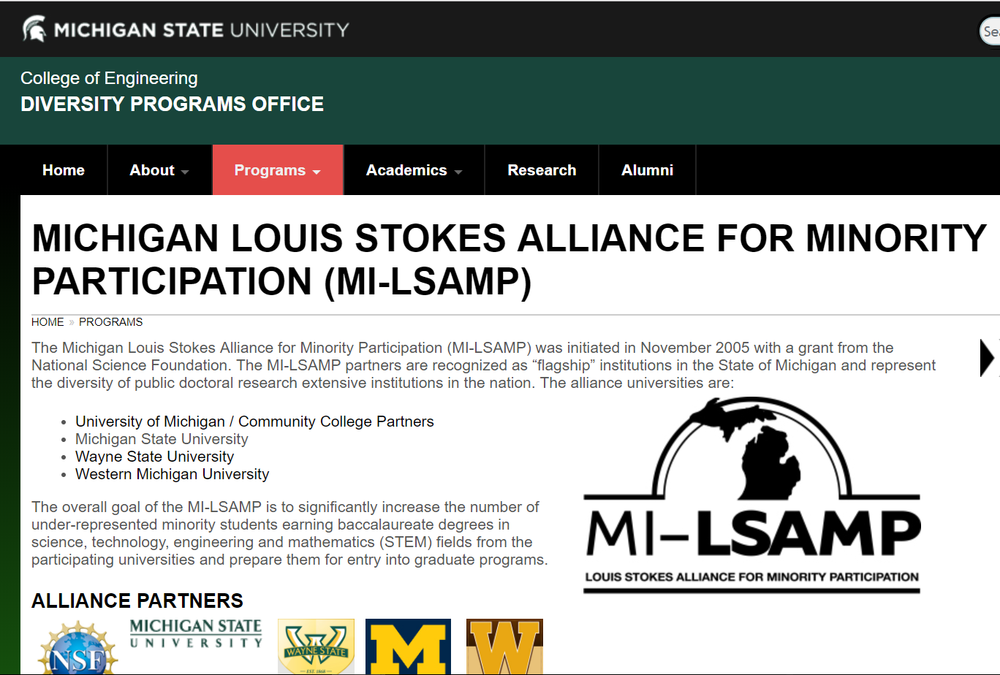 MICHIGAN STATE UNIVERSITY
College of Engineering
DIVERSITY PROGRAMS OFFICE
Home About Programs Academics Research Alumni
MICHIGAN LOUIS STOKES ALLIANCE FOR MINORITY
PARTICIPATION (MI-LSAMP)
HOME » PROGRAMS
The Michigan Louis Stokes Alliance for Minority Participation (MI-LSAMP) was initiated in November 2005 with a grant from the
National Science Foundation. The MI-LSAMP partners are recognized as “flagship” institutions in the State of Michigan and represent
the diversity of public doctoral research extensive institutions in the nation. The alliance universities are:
• University of Michigan / Community College Partners
• Michigan State University
• Wayne State University
• Western Michigan University
The overall goal of the MI-LSAMP is to significantly increase the number of
under-represented minority students earning baccalaureate degrees in
science, technology, engineering and mathematics (STEM) fields from the
participating universities and prepare them for entry into graduate programs.
MI-LSAMP
LOUIS STOKES ALLIANCE FOR MINORITY PARTICIPATION
ALLIANCE PARTNERS
NSF
MICHIGAN STATE
UNIVERSITY
W
WAYNE STATE
EST. 1868
M
W